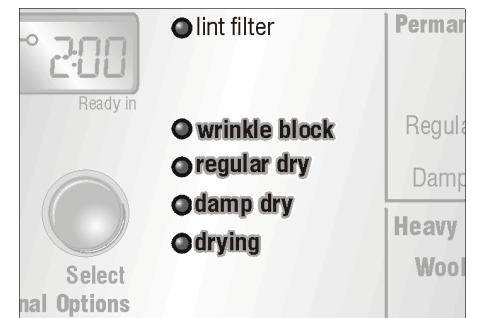 lint filter
Perman
2:00
Ready in
wrinkle block
Regula
regular dry
Damp
damp dry
Heavy
drying
Wool
Select
nal Options